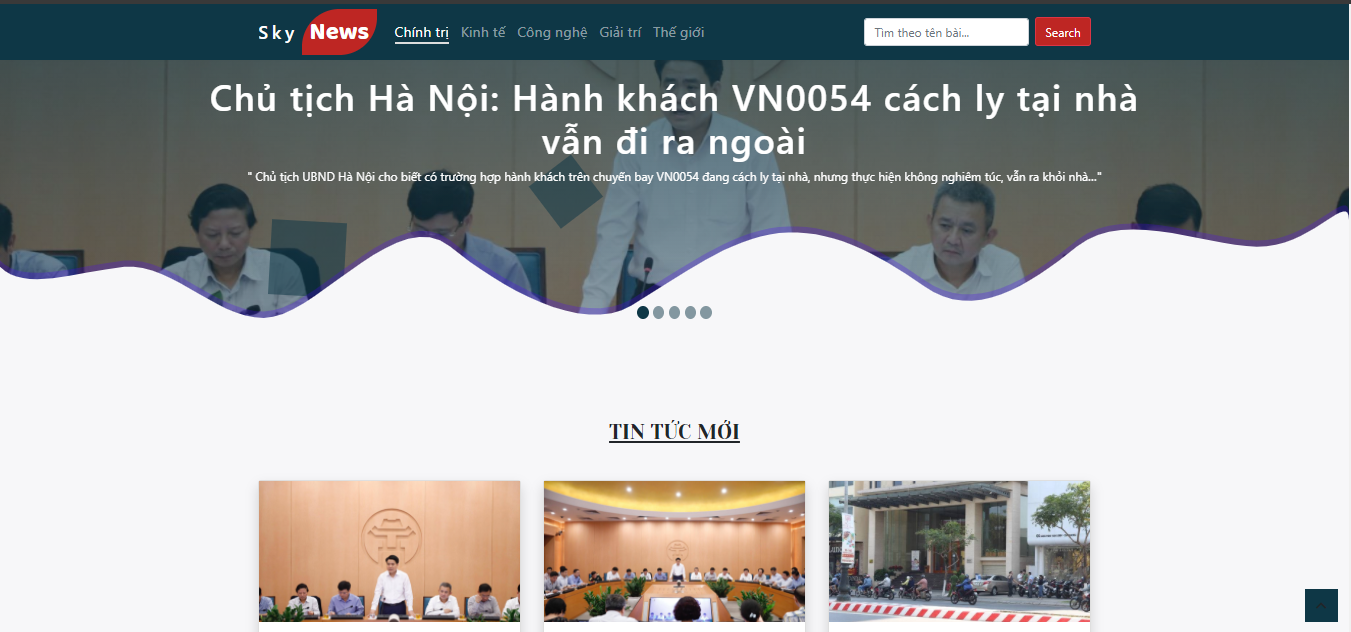 Sky News
Chính trị
Kinh tế
Công nghệ
Giải trí
Thế giới
Tìm theo tên bài...
Search
Chủ tịch Hà Nội: Hành khách VN0054 cách ly tại nhà
vẫn đi ra ngoài
" Chủ tịch UBND Hà Nội cho biết có trường hợp hành khách trên chuyến bay VN0054 đang cách ly tại nhà, nhưng thực hiện không nghiêm túc, vẫn ra khỏi nhà..."
TIN TỨC MỚI